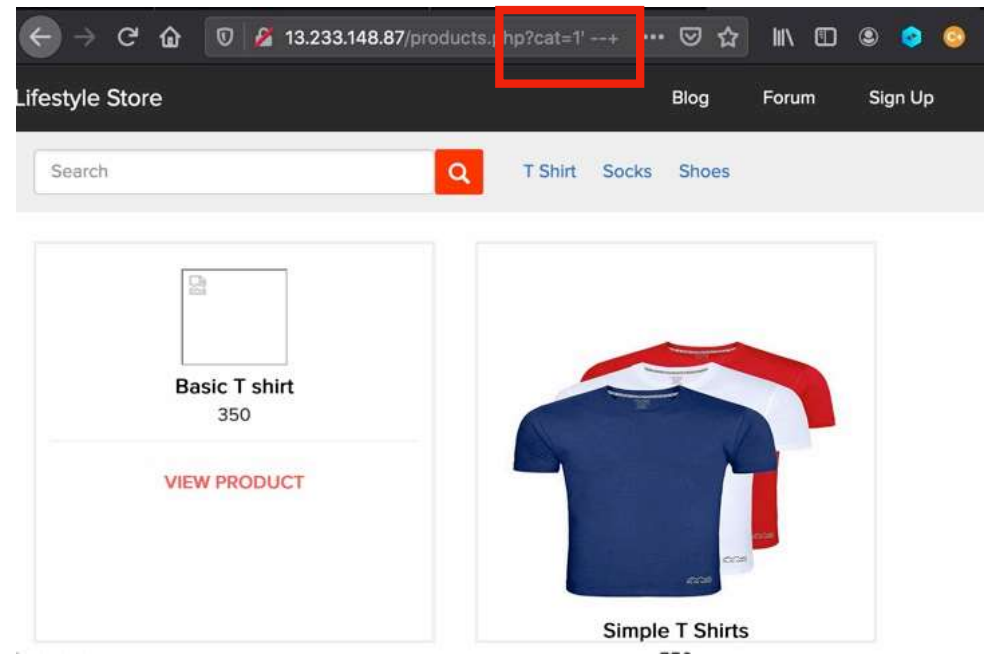 13.233.148.87/products.php?cat=1' --+
Lifestyle Store
Blog
Forum
Sign Up
Search
T Shirt
Socks
Shoes
Basic T shirt
350
VIEW PRODUCT
Simple T Shirts